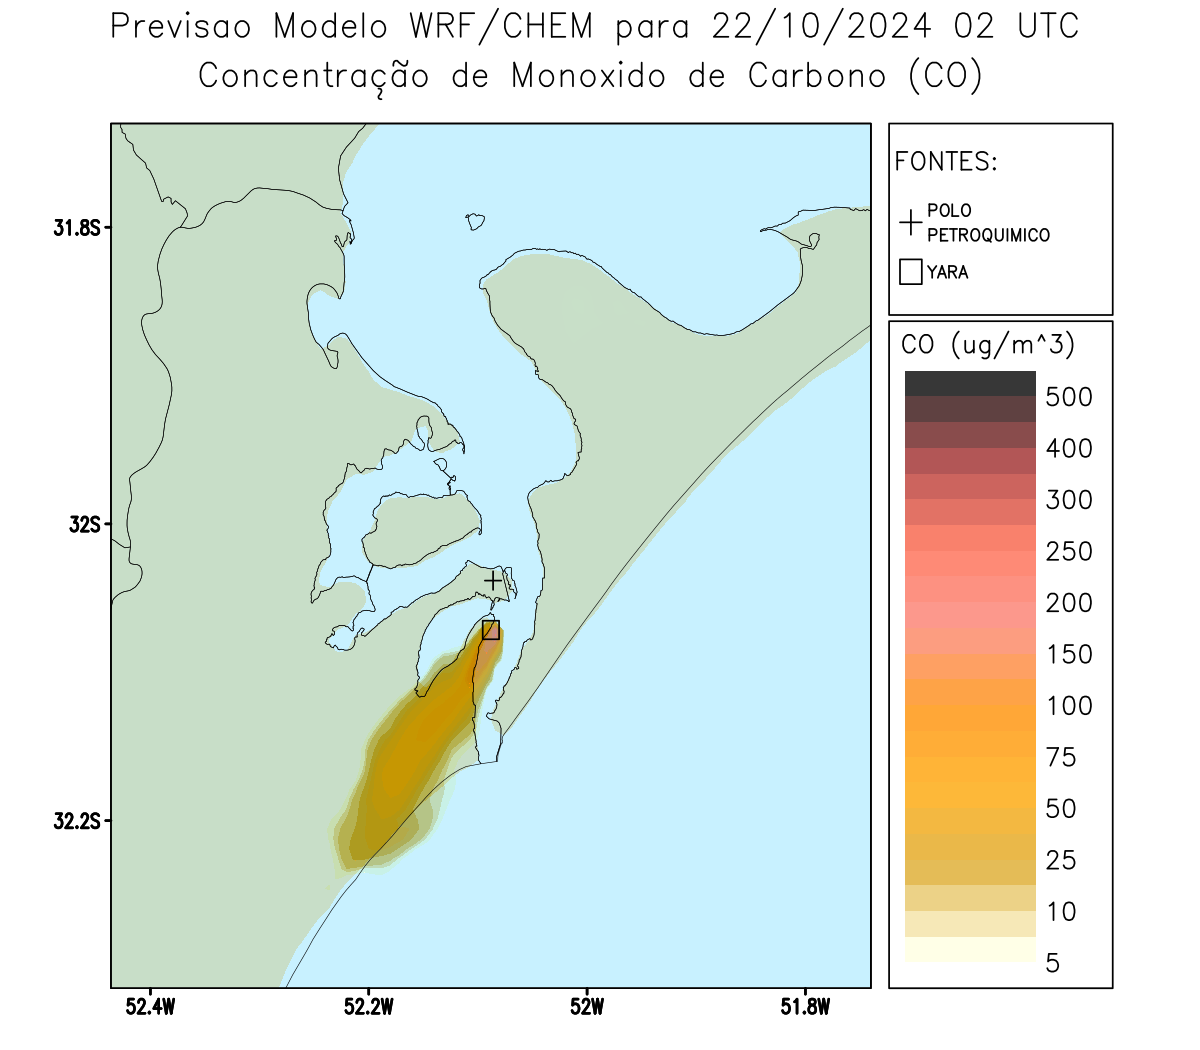 Previsao Modelo WRF/CHEM para 22/10/2024 02 UTC
Concentração de Monoxido de Carbono (CO)
FONTES:
POLO
PETROQUIMICO
YARA
CO (ug/m^3)
500
400
300
250
200
150
100
75
50
25
10
5
31.8S
32S
32.2S
52.4W
52.2W
52W
51.8W